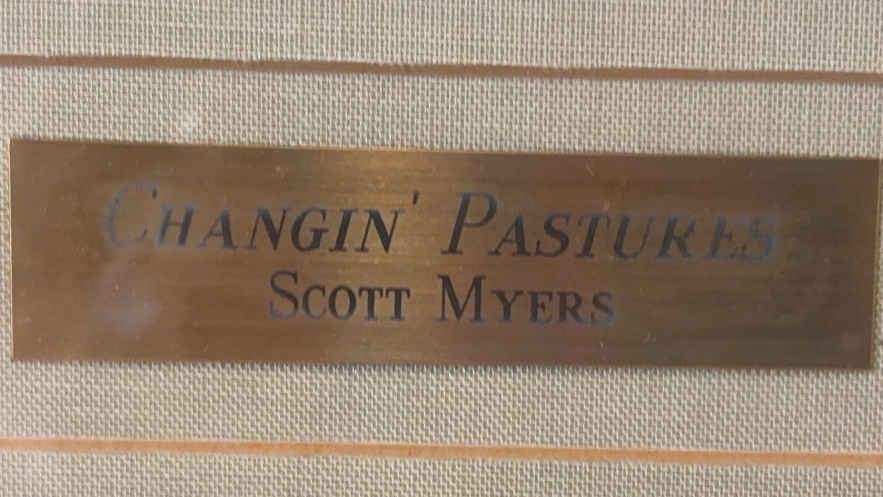 CHANGIN' PASTURES
SCOTT MYERS